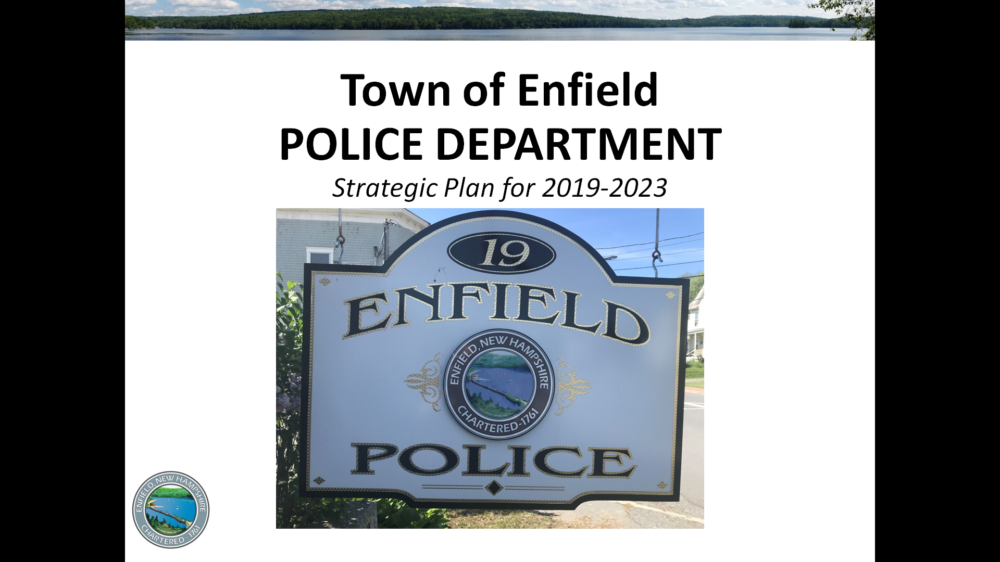 Town of Enfield
POLICE DEPARTMENT
Strategic Plan for 2019-2023
19
ENFIELD
ENFIELD, NEW HAMPSHIRE
CHARTERED-1761
POLICE
ENFIELD, NEW HAMPSHIRE
CHARTERED · 1761